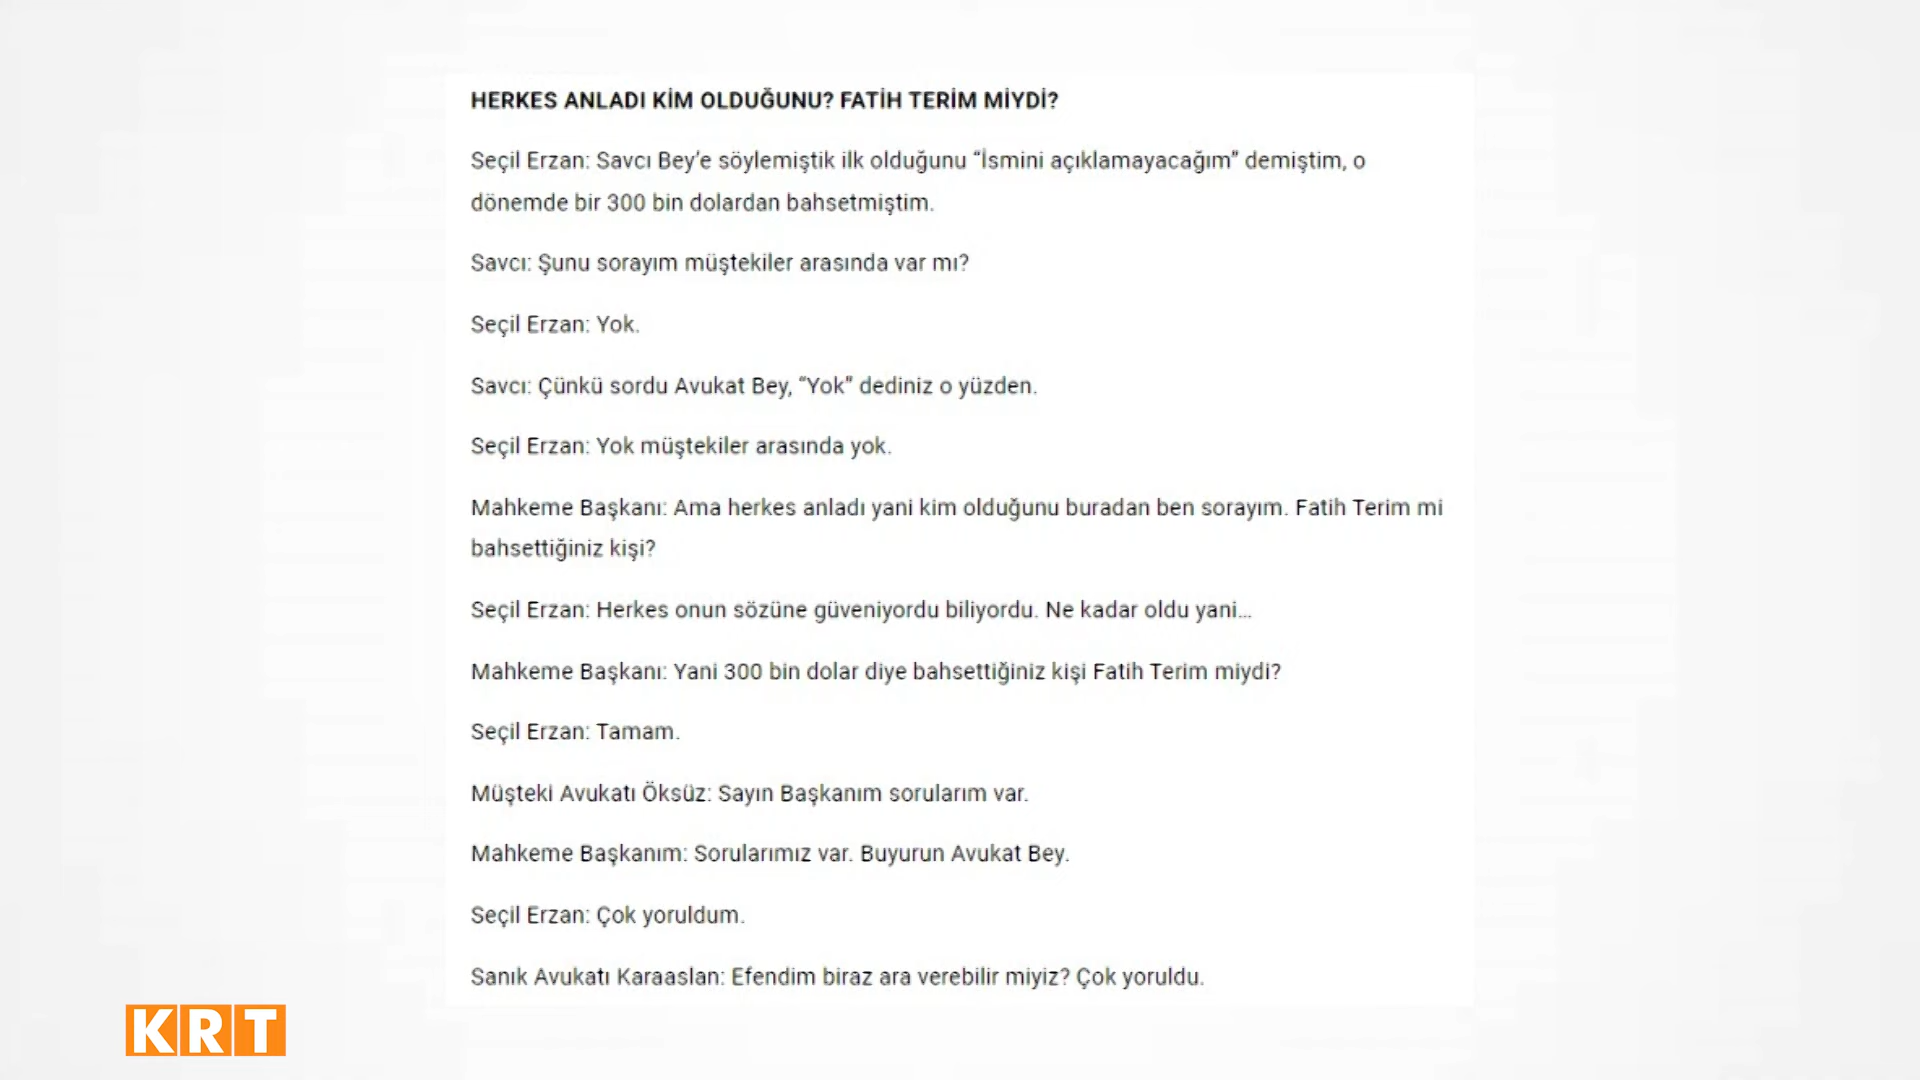 HERKES ANLADI KİM OLDUĞUNU? FATİH TERİM MİYDİ?
Seçil Erzan: Savcı Bey’e söylemiştik ilk olduğunu “İsmini açıklamayacağım” demiştim, o
dönemde bir 300 bin dolardan bahsetmiştim.
Savcı: Şunu sorayım müştekiler arasında var mı?
Seçil Erzan: Yok.
Savcı: Çünkü sordu Avukat Bey, “Yok” dediniz o yüzden.
Seçil Erzan: Yok müştekiler arasında yok.
Mahkeme Başkanı: Ama herkes anladı yani kim olduğunu buradan ben sorayım. Fatih Terim mi
bahsettiğiniz kişi?
Seçil Erzan: Herkes onun sözüne güveniyordu biliyordu. Ne kadar oldu yani…
Mahkeme Başkanı: Yani 300 bin dolar diye bahsettiğiniz kişi Fatih Terim miydi?
Seçil Erzan: Tamam.
Müşteki Avukatı Öksüz: Sayın Başkanım sorularım var.
Mahkeme Başkanım: Sorularımız var. Buyurun Avukat Bey.
Seçil Erzan: Çok yoruldum.
Sanık Avukatı Karaaslan: Efendim biraz ara verebilir miyiz? Çok yoruldu.
KRT